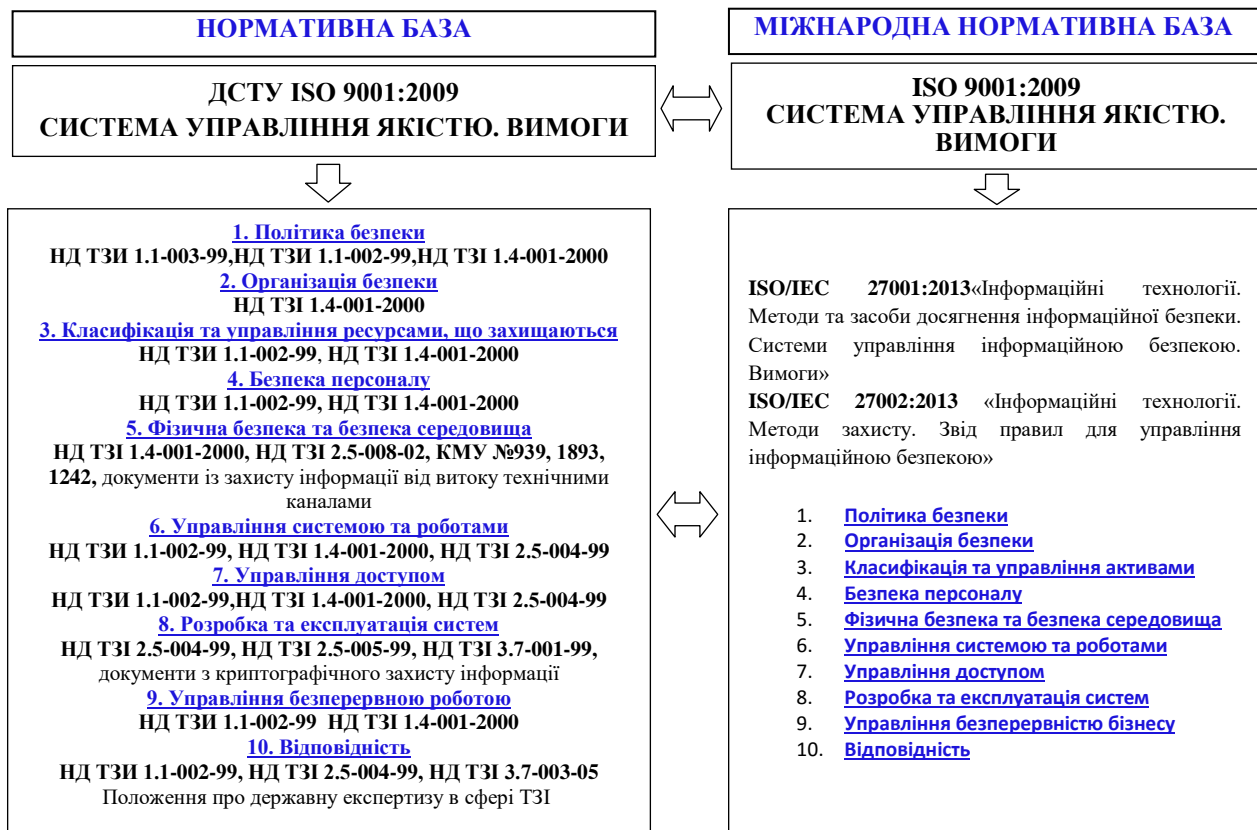 НОРМАТИВНА БАЗА
ДСТУ ISO 9001:2009
СИСТЕМА УПРАВЛІННЯ ЯКІСТЮ. ВИМОГИ
1. Політика безпеки
НД ТЗИ 1.1-003-99,НД ТЗИ 1.1-002-99,НД ТЗІ 1.4-001-2000
2. Організація безпеки
НД ТЗІ 1.4-001-2000
3. Класифікація та управління ресурсами, що захищаються
НД ТЗИ 1.1-002-99, НД ТЗІ 1.4-001-2000
4. Безпека персоналу
НД ТЗИ 1.1-002-99, НД ТЗІ 1.4-001-2000
5. Фізична безпека та безпека середовища
НД ТЗІ 1.4-001-2000, НД ТЗІ 2.5-008-02, КМУ №939, 1893,
1242, документи із захисту інформації від витоку технічними
каналами
6. Управління системою та роботами
НД ТЗИ 1.1-002-99, НД ТЗІ 1.4-001-2000, НД ТЗІ 2.5-004-99
7. Управління доступом
НД ТЗИ 1.1-002-99,НД ТЗІ 1.4-001-2000, НД ТЗІ 2.5-004-99
8. Розробка та експлуатація систем
НД ТЗІ 2.5-004-99, НД ТЗІ 2.5-005-99, НД ТЗІ 3.7-001-99,
документи з криптографічного захисту інформації
9. Управління безперервною роботою
НД ТЗИ 1.1-002-99 НД ТЗІ 1.4-001-2000
10. Відповідність
НД ТЗИ 1.1-002-99, НД ТЗІ 2.5-004-99, НД ТЗІ 3.7-003-05
Положення про державну експертизу в сфері ТЗІ
МІЖНАРОДНА НОРМАТИВНА БАЗА
ISO 9001:2009
СИСТЕМА УПРАВЛІННЯ ЯКІСТЮ.
ВИМОГИ
ISO/IEC 27001:2013«Інформаційні технології.
Методи та засоби досягнення інформаційної безпеки.
Системи управління інформаційною безпекою.
Вимоги»
ISO/IEC 27002:2013 «Інформаційні технології.
Методи захисту. Звід правил для управління
інформаційною безпекою»
1. Політика безпеки
2. Організація безпеки
3. Класифікація та управління активами
4. Безпека персоналу
5. Фізична безпека та безпека середовища
6. Управління системою та роботами
7. Управління доступом
8. Розробка та експлуатація систем
9. Управління безперервністю бізнесу
10. Відповідність